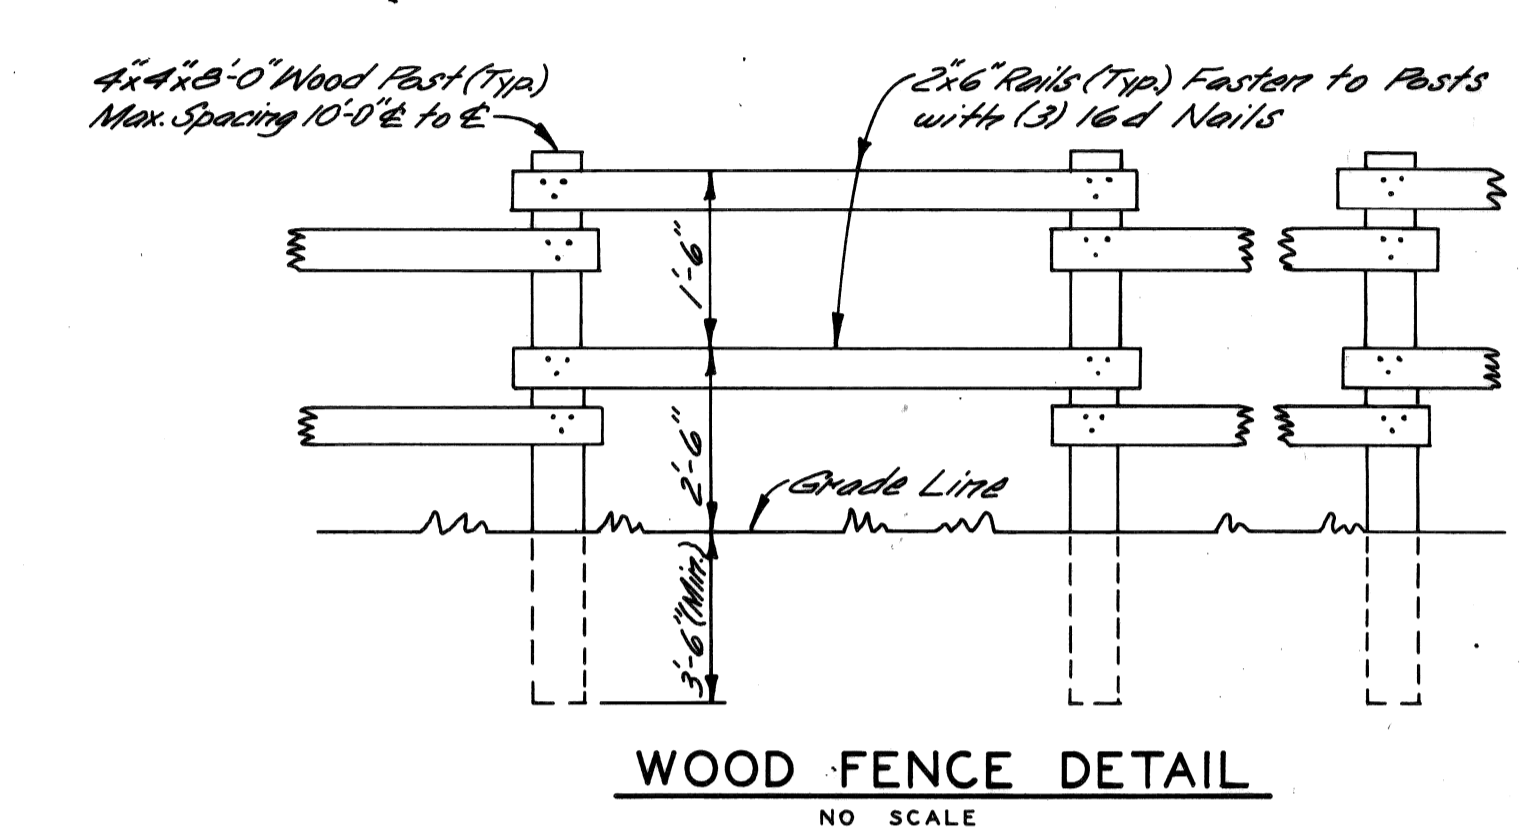 4"x4"x8'-0" Wood Post (Typ.)
Max. Spacing 10'-0" ℄ to ℄
2"x6" Rails (Typ.) Fasten to Posts
with (3) 16d Nails
1'-6"
2'-6"
Grade Line
3'-6" (Min.)
WOOD FENCE DETAIL
NO SCALE